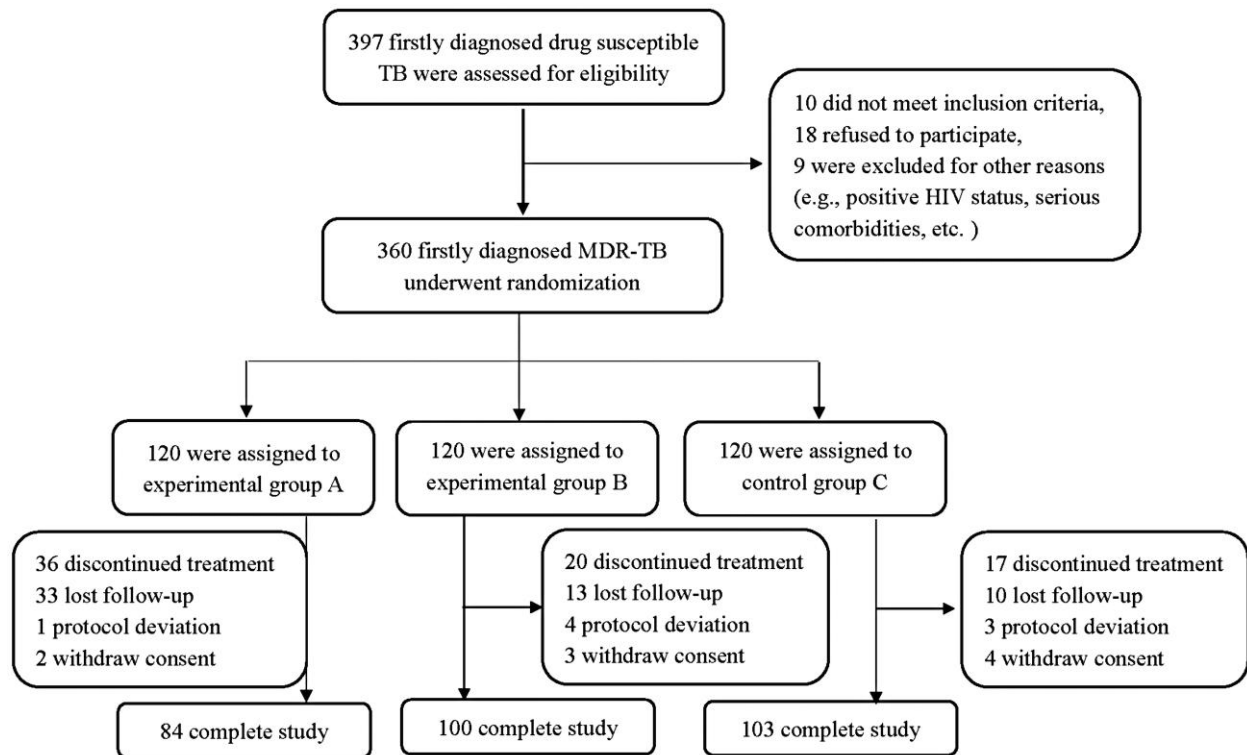 397 firstly diagnosed drug susceptible
TB were assessed for eligibility
10 did not meet inclusion criteria,
18 refused to participate,
9 were excluded for other reasons
(e.g., positive HIV status, serious
comorbidities, etc. )
360 firstly diagnosed MDR-TB
underwent randomization
120 were assigned to
experimental group A
120 were assigned to
experimental group B
120 were assigned to
control group C
36 discontinued treatment
33 lost follow-up
1 protocol deviation
2 withdraw consent
20 discontinued treatment
13 lost follow-up
4 protocol deviation
3 withdraw consent
17 discontinued treatment
10 lost follow-up
3 protocol deviation
4 withdraw consent
84 complete study
100 complete study
103 complete study